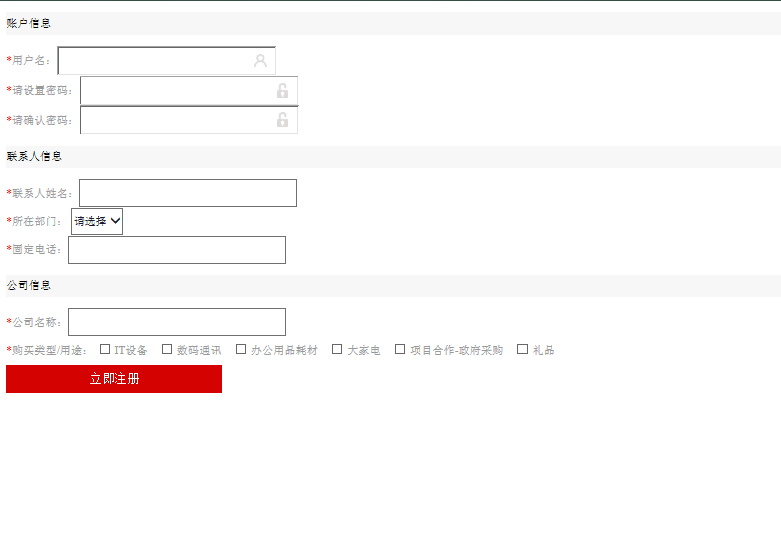 账户信息
*用户名：
*请设置密码：
*请确认密码：
联系人信息
*联系人姓名：
*所在部门： 请选择
*固定电话：
公司信息
*公司名称：
*购买类型/用途： IT设备 数码通讯 办公用品耗材 大家电 项目合作-政府采购 礼品
立即注册